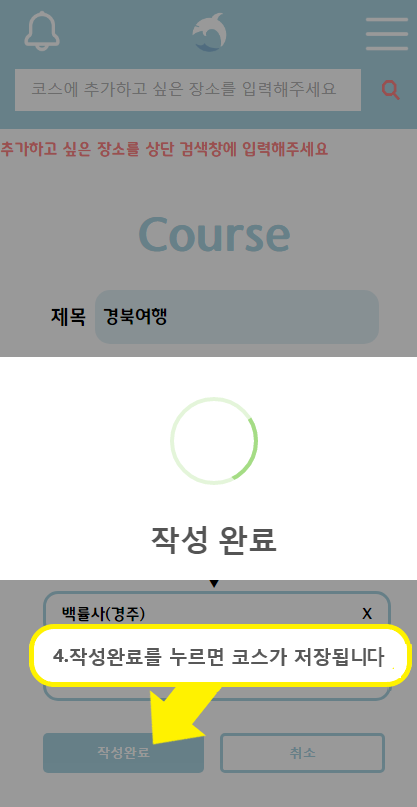 코스에 추가하고 싶은 장소를 입력해주세요
추가하고 싶은 장소를 상단 검색창에 입력해주세요
Course
제목 경북여행
작성 완료
백률사(경주) X
4.작성완료를 누르면 코스가 저장됩니다
작성완료 취소